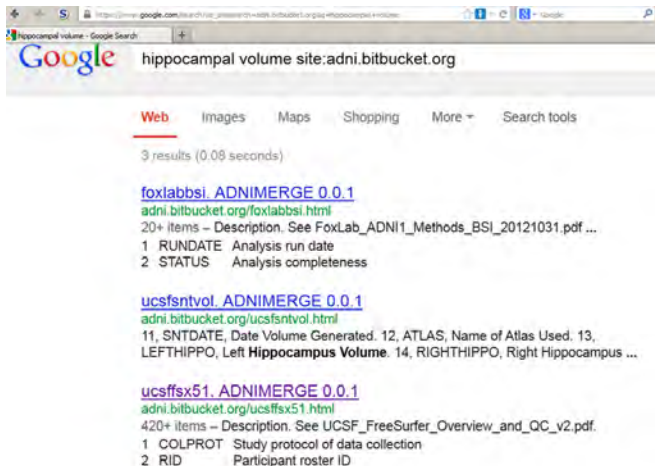 google.com
hippocampal volume - Google Search
Google
hippocampal volume site:adni.bitbucket.org
Web Images Maps Shopping More Search tools
3 results (0.08 seconds)
foxlabbsi. ADNIMERGE 0.0.1
adni.bitbucket.org/foxlabbsi.html
20+ items – Description. See FoxLab_ADNI1_Methods_BSI_20121031.pdf ...
1 RUNDATE Analysis run date
2 STATUS Analysis completeness
ucsfsntvol. ADNIMERGE 0.0.1
adni.bitbucket.org/ucsfsntvol.html
11, SNTDATE, Date Volume Generated. 12, ATLAS, Name of Atlas Used. 13,
LEFTHIPPO, Left Hippocampus Volume. 14, RIGHTHIPPO, Right Hippocampus ...
ucsffsx51. ADNIMERGE 0.0.1
adni.bitbucket.org/ucsffsx51.html
420+ items – Description. See UCSF_FreeSurfer_Overview_and_QC_v2.pdf.
1 COLPROT Study protocol of data collection
2 RID Participant roster ID